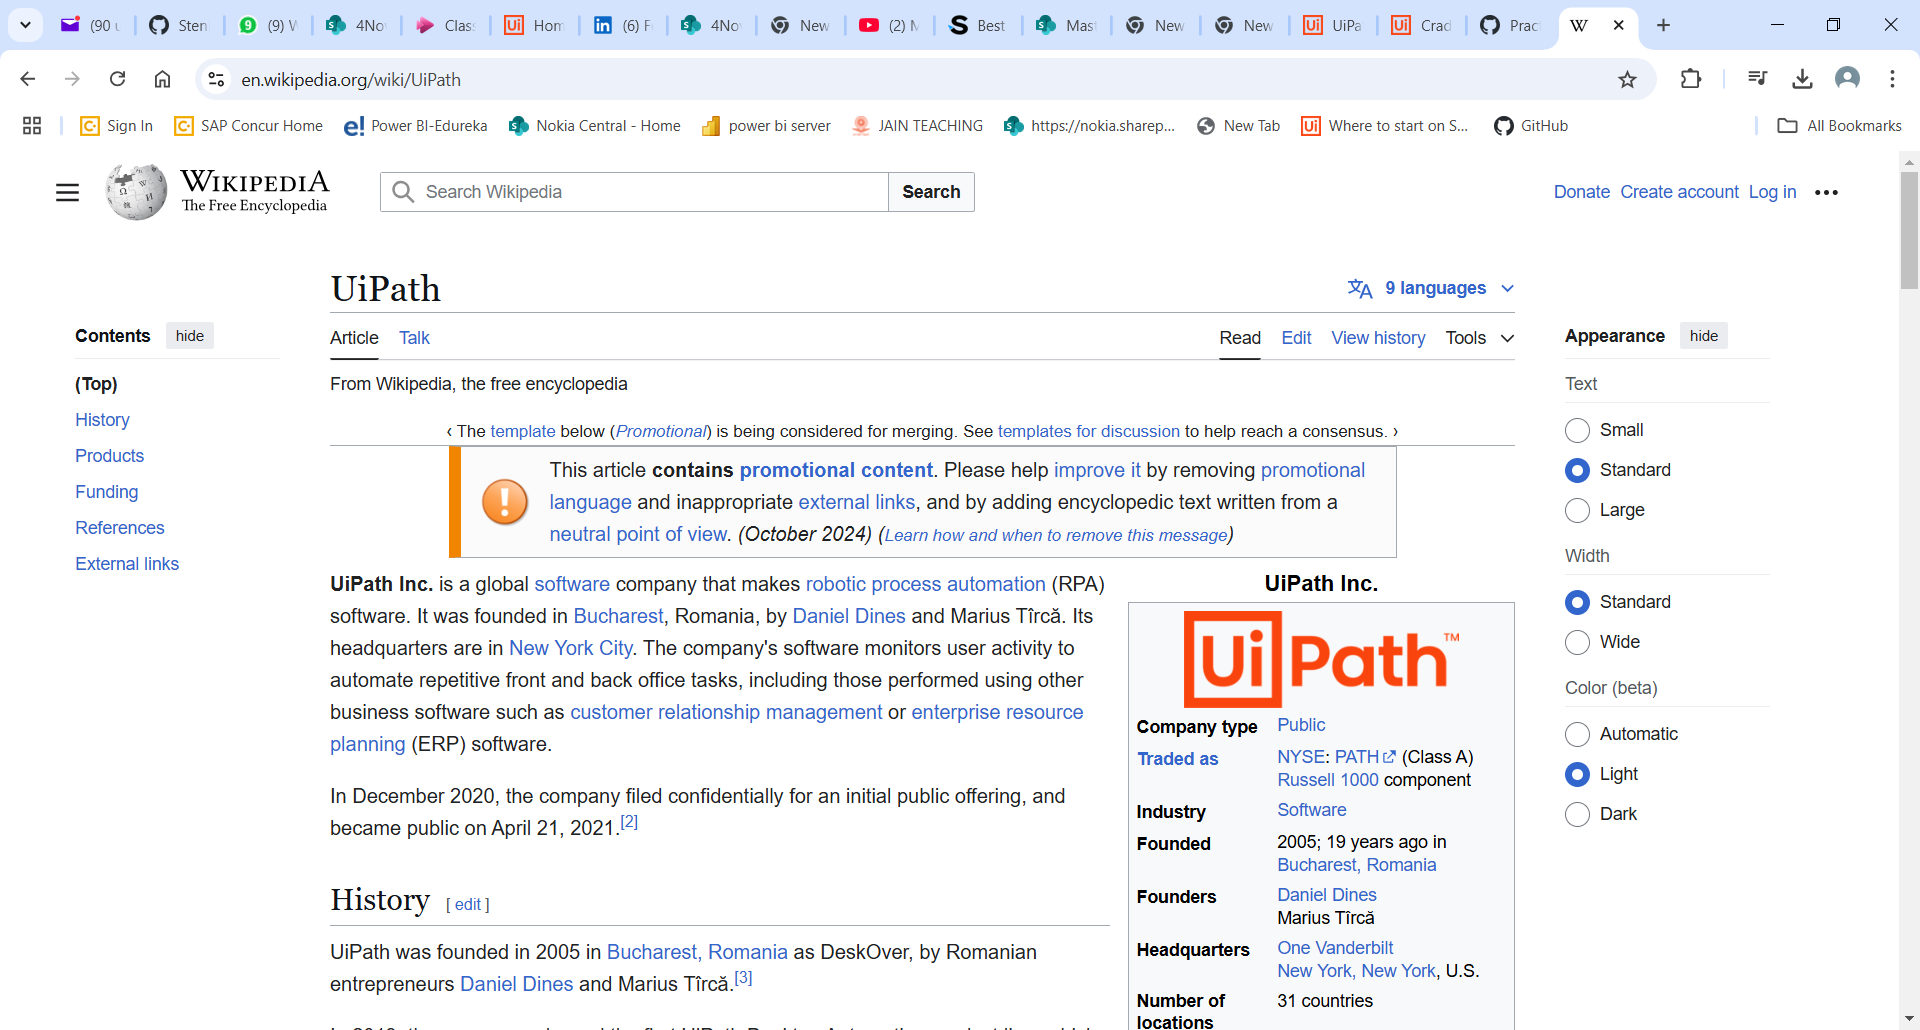 (90 u
Sten
(9) V
4Nov
Class
Hom
(6) F
4Nov
New
(2) M
Best
Mast
New
New
UiPa
Crad
Prac
en.wikipedia.org/wiki/UiPath
Sign In
SAP Concur Home
Power BI-Edureka
Nokia Central - Home
power bi server
JAIN TEACHING
https://nokia.sharep...
New Tab
Where to start on S...
GitHub
All Bookmarks
WIKIPEDIA
The Free Encyclopedia
Search Wikipedia
Search
Donate Create account Log in
UiPath
9 languages
Article Talk
Read Edit View history Tools
From Wikipedia, the free encyclopedia
Contents hide
(Top)
History
Products
Funding
References
External links
‹ The template below (Promotional) is being considered for merging. See templates for discussion to help reach a consensus. ›
This article contains promotional content. Please help improve it by removing promotional
language and inappropriate external links, and by adding encyclopedic text written from a
neutral point of view. (October 2024) (Learn how and when to remove this message)
UiPath Inc. is a global software company that makes robotic process automation (RPA)
software. It was founded in Bucharest, Romania, by Daniel Dines and Marius Tîrcă. Its
headquarters are in New York City. The company's software monitors user activity to
automate repetitive front and back office tasks, including those performed using other
business software such as customer relationship management or enterprise resource
planning (ERP) software.
In December 2020, the company filed confidentially for an initial public offering, and
became public on April 21, 2021.[2]
History [ edit ]
UiPath was founded in 2005 in Bucharest, Romania as DeskOver, by Romanian
entrepreneurs Daniel Dines and Marius Tîrcă.[3]
UiPath Inc.
UiPath™
Company type Public
Traded as NYSE: PATH (Class A)
Russell 1000 component
Industry Software
Founded 2005; 19 years ago in
Bucharest, Romania
Founders Daniel Dines
Marius Tîrcă
Headquarters One Vanderbilt
New York, New York, U.S.
Number of 31 countries
locations
Appearance hide
Text
Small
Standard
Large
Width
Standard
Wide
Color (beta)
Automatic
Light
Dark